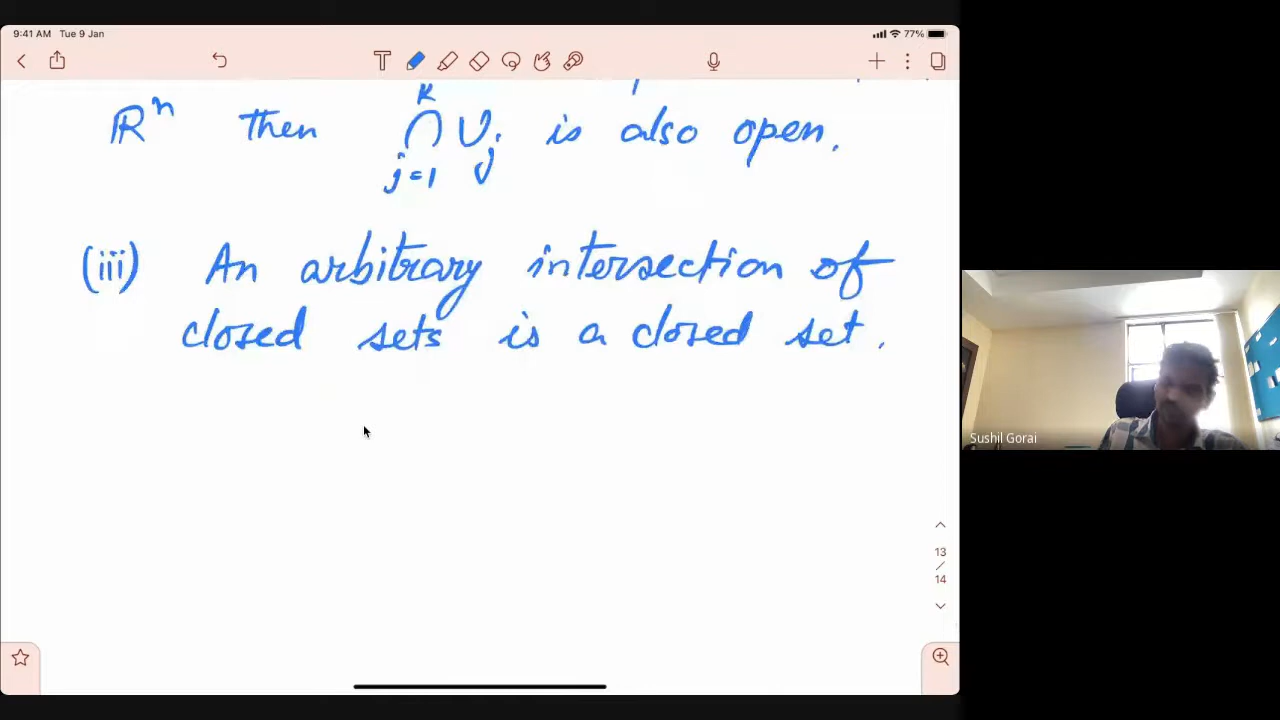 9:41 AM Tue 9 Jan
77%
k
ℝⁿ then ⋂ Uⱼ is also open.
j=1
(iii) An arbitrary intersection of
closed sets is a closed set.
Sushil Gorai
13
/
14